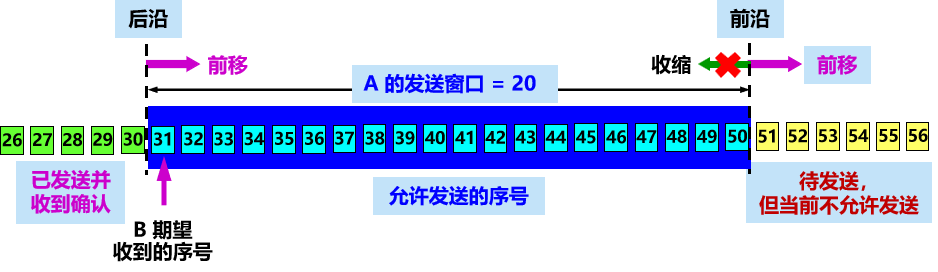 后沿
前沿
前移
收缩
前移
A 的发送窗口 = 20
26 27 28 29 30 31 32 33 34 35 36 37 38 39 40 41 42 43 44 45 46 47 48 49 50 51 52 53 54 55 56
已发送并
收到确认
允许发送的序号
待发送，
但当前不允许发送
B 期望
收到的序号